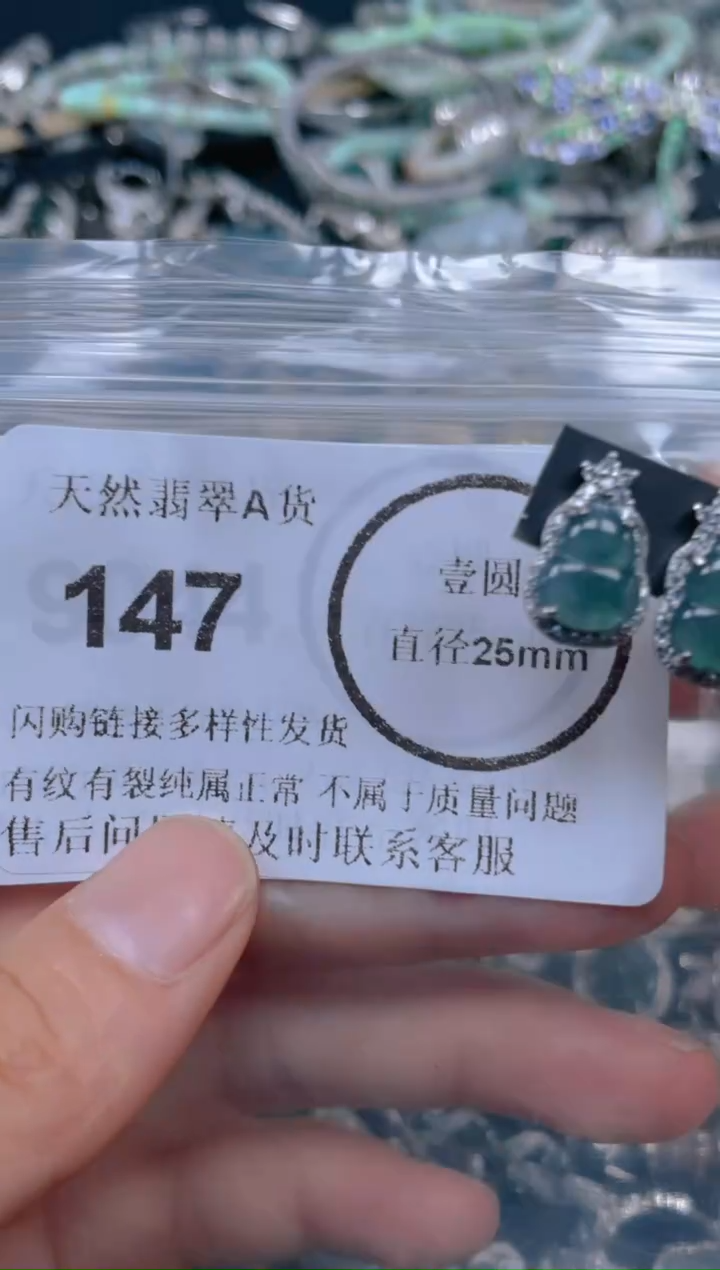 天然翡翠A货
147
壹圆
直径25mm
闪购链接多样性发货
有纹有裂纯属正常 不属于质量问题
售后问 及时联系客服